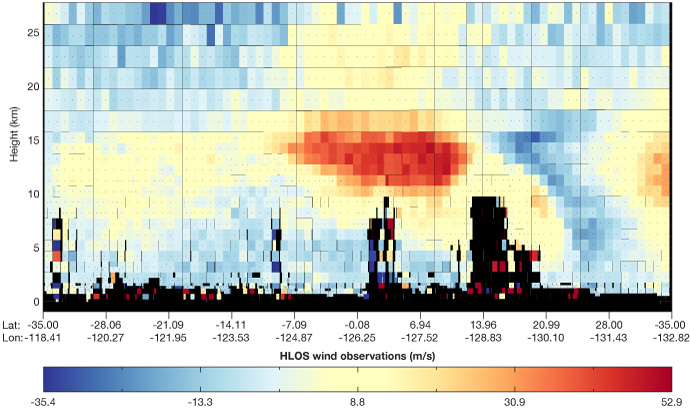 25
20
15
10
5
0
Height (km)
Lat: -35.00 -28.06 -21.09 -14.11 -7.09 -0.08 6.94 13.96 20.99 28.00 -35.00
Lon:-118.41 -120.27 -121.95 -123.53 -124.87 -126.25 -127.52 -128.83 -130.10 -131.43 -132.82
HLOS wind observations (m/s)
-35.4 -13.3 8.8 30.9 52.9